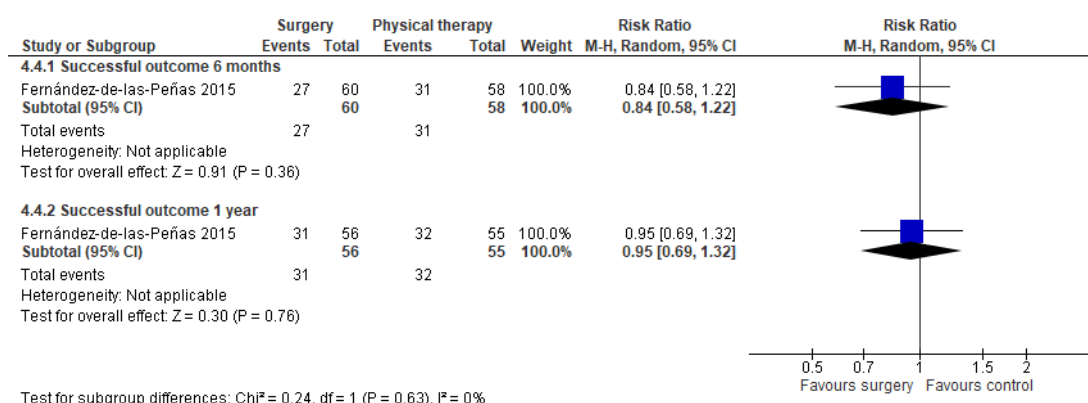 Surgery Physical therapy Risk Ratio Risk Ratio
Study or Subgroup Events Total Events Total Weight M-H, Random, 95% CI M-H, Random, 95% CI
4.4.1 Successful outcome 6 months
Fernández-de-las-Peñas 2015 27 60 31 58 100.0% 0.84 [0.58, 1.22]
Subtotal (95% CI) 60 58 100.0% 0.84 [0.58, 1.22]
Total events 27 31
Heterogeneity: Not applicable
Test for overall effect: Z = 0.91 (P = 0.36)
4.4.2 Successful outcome 1 year
Fernández-de-las-Peñas 2015 31 56 32 55 100.0% 0.95 [0.69, 1.32]
Subtotal (95% CI) 56 55 100.0% 0.95 [0.69, 1.32]
Total events 31 32
Heterogeneity: Not applicable
Test for overall effect: Z = 0.30 (P = 0.76)
0.5 0.7 1 1.5 2
Favours surgery Favours control
Test for subgroup differences: Chi² = 0.24, df = 1 (P = 0.63), I² = 0%